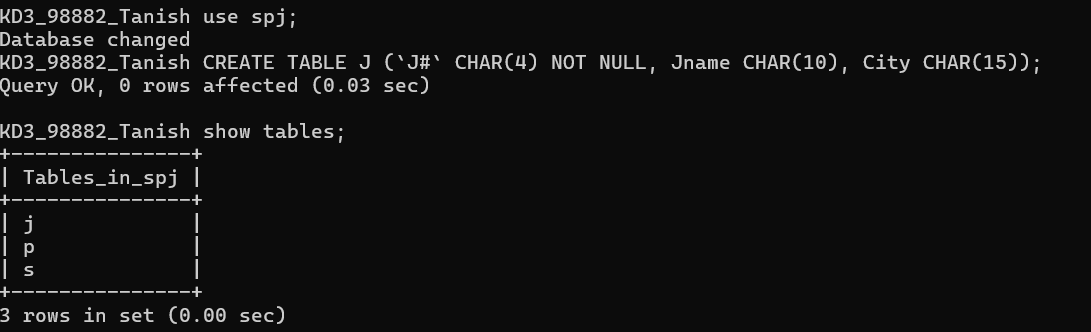 KD3_98882_Tanish use spj;
Database changed
KD3_98882_Tanish CREATE TABLE J (`J#` CHAR(4) NOT NULL, Jname CHAR(10), City CHAR(15));
Query OK, 0 rows affected (0.03 sec)

KD3_98882_Tanish show tables;
+---------------+
| Tables_in_spj |
+---------------+
| j             |
| p             |
| s             |
+---------------+
3 rows in set (0.00 sec)